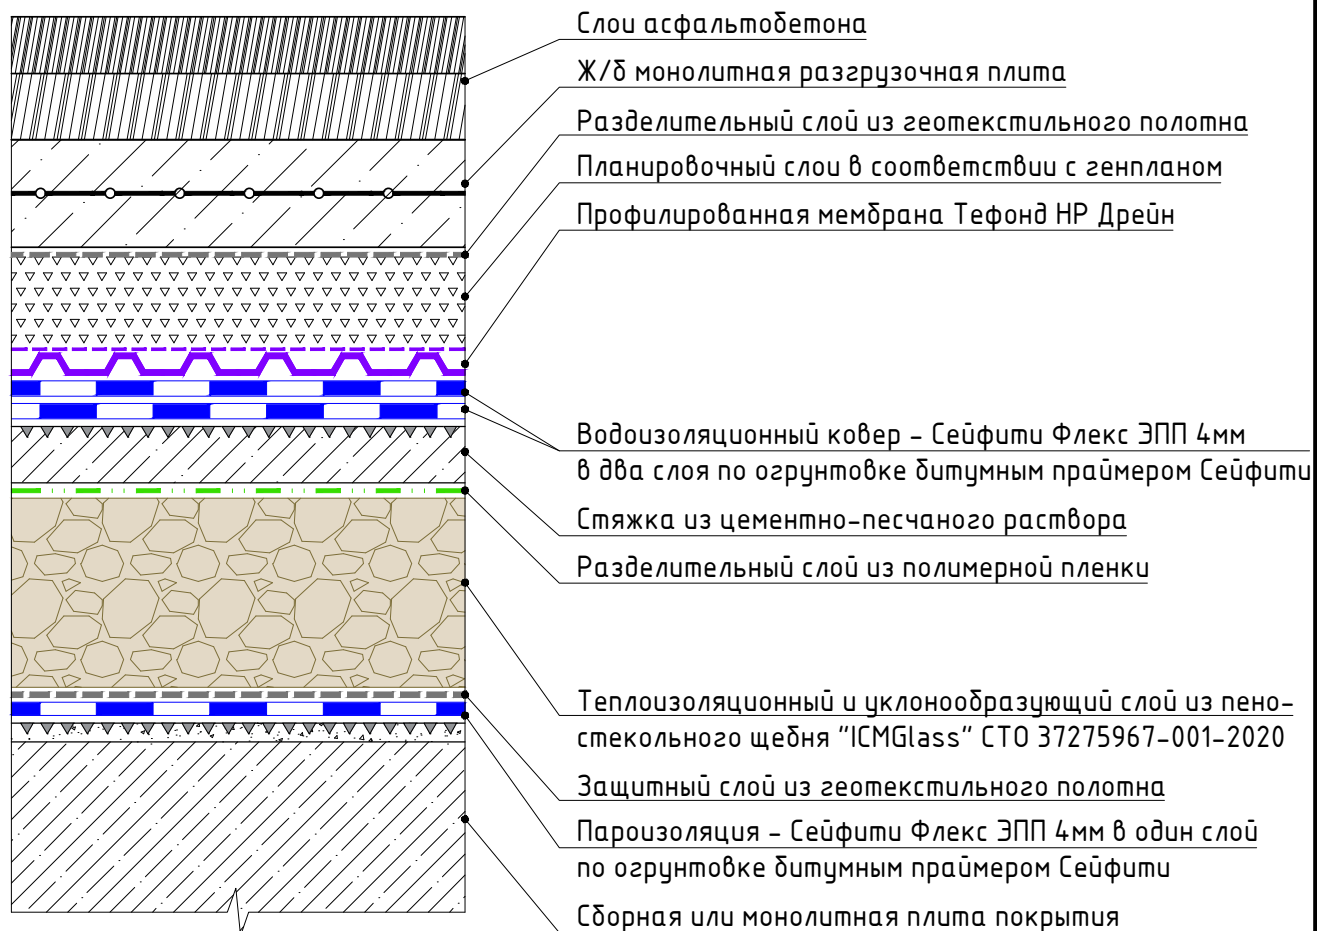 Слои асфальтобетона
Ж/б монолитная разгрузочная плита
Разделительный слой из геотекстильного полотна
Планировочный слои в соответствии с генпланом
Профилированная мембрана Тефонд НР Дрейн
Водоизоляционный ковер - Сейфити Флекс ЭПП 4мм
в два слоя по огрунтовке битумным праймером Сейфити
Стяжка из цементно-песчаного раствора
Разделительный слой из полимерной пленки
Теплоизоляционный и уклонообразующий слой из пено-
стекольного щебня "ICMGlass" СТО 37275967-001-2020
Защитный слой из геотекстильного полотна
Пароизоляция - Сейфити Флекс ЭПП 4мм в один слой
по огрунтовке битумным праймером Сейфити
Сборная или монолитная плита покрытия